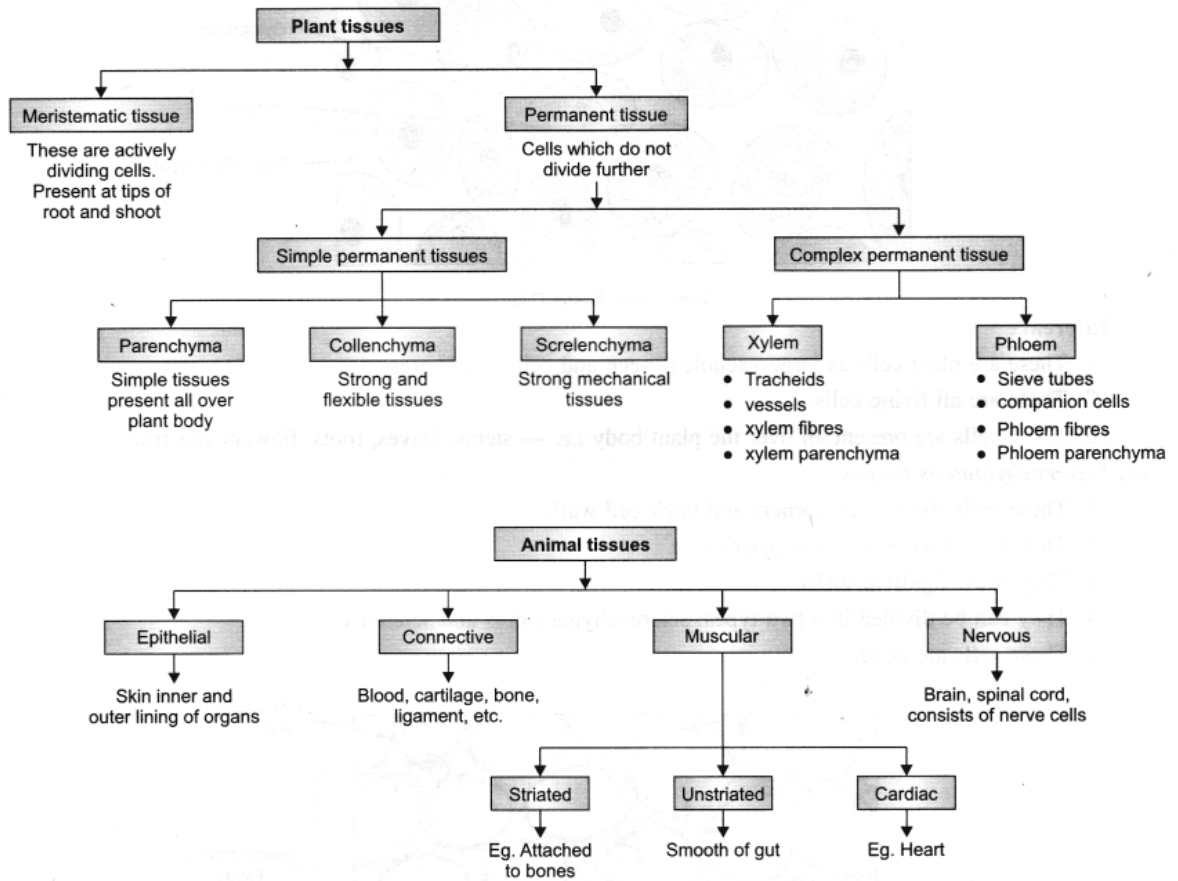 Plant tissues
Meristematic tissue
These are actively
dividing cells.
Present at tips of
root and shoot
Permanent tissue
Cells which do not
divide further
Simple permanent tissues
Complex permanent tissue
Parenchyma
Simple tissues
present all over
plant body
Collenchyma
Strong and
flexible tissues
Screlenchyma
Strong mechanical
tissues
Xylem
• Tracheids
• vessels
• xylem fibres
• xylem parenchyma
Phloem
• Sieve tubes
• companion cells
• Phloem fibres
• Phloem parenchyma
Animal tissues
Epithelial
Skin inner and
outer lining of organs
Connective
Blood, cartilage, bone,
ligament, etc.
Muscular
Nervous
Brain, spinal cord,
consists of nerve cells
Striated
Eg. Attached
to bones
Unstriated
Smooth of gut
Cardiac
Eg. Heart